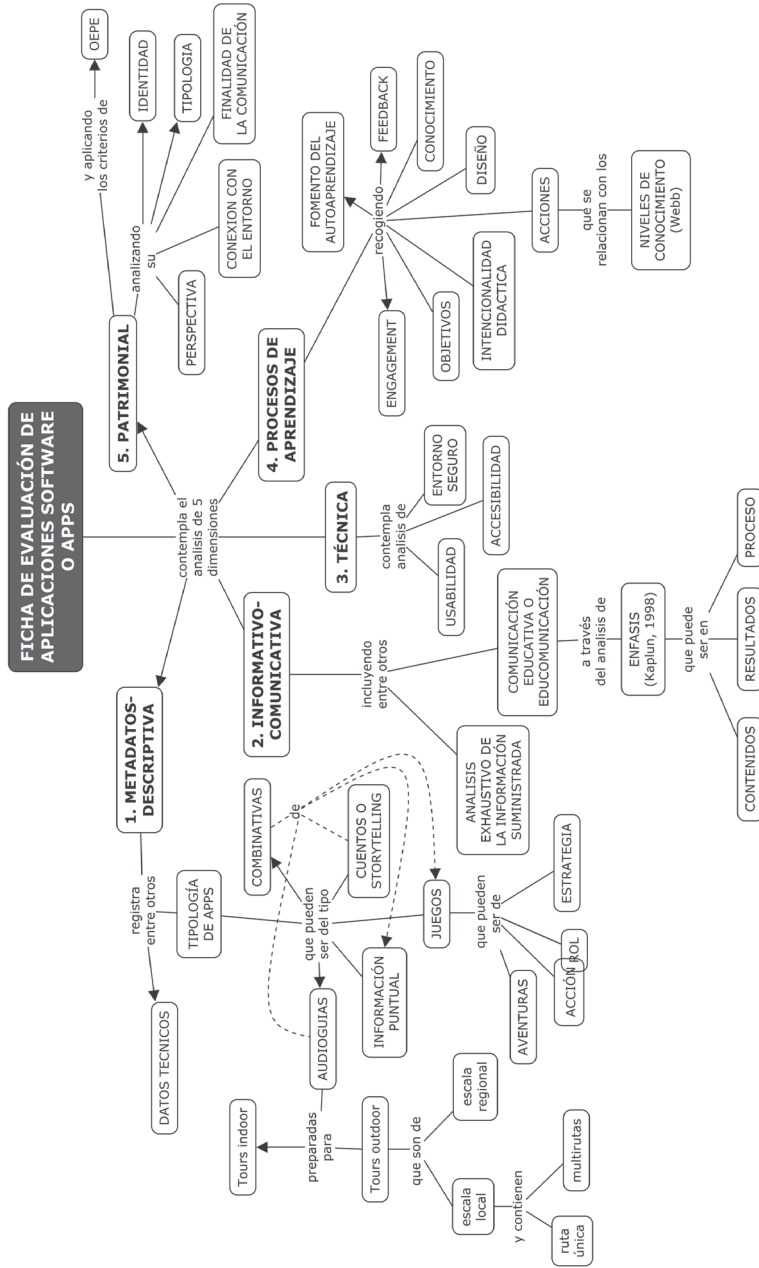 FICHA DE EVALUACIÓN DE
APLICACIONES SOFTWARE
O APPS
contempla el
analisis de 5
dimensiones
1. METADATOS-
DESCRIPTIVA
registra
entre otros
DATOS TECNICOS
TIPOLOGÍA
DE APPS
que pueden
ser del tipo
COMBINATIVAS
de
CUENTOS O
STORYTELLING
AUDIOGUIAS
INFORMACIÓN
PUNTUAL
JUEGOS
que pueden
ser de
AVENTURAS
ACCIÓN
ROL
ESTRATEGIA
preparadas
para
Tours indoor
Tours outdoor
que son de
escala
local
escala
regional
y contienen
ruta
única
multirutas
2. INFORMATIVO-
COMUNICATIVA
incluyendo
entre otros
ANALISIS
EXHAUSTIVO DE
LA INFORMACIÓN
SUMINISTRADA
COMUNICACIÓN
EDUCATIVA O
EDUCOMUNICACIÓN
a través
del analisis de
ENFASIS
(Kaplun, 1998)
que puede
ser en
CONTENIDOS
RESULTADOS
PROCESO
3. TÉCNICA
contempla
analisis de
USABILIDAD
ACCESIBILIDAD
ENTORNO
SEGURO
4. PROCESOS DE
APRENDIZAJE
recogiendo
ENGAGEMENT
OBJETIVOS
INTENCIONALIDAD
DIDACTICA
ACCIONES
DISEÑO
CONOCIMIENTO
FEEDBACK
FOMENTO DEL
AUTOAPRENDIZAJE
que se
relacionan con los
NIVELES DE
CONOCIMIENTO
(Webb)
5. PATRIMONIAL
analizando
su
PERSPECTIVA
CONEXION CON
EL ENTORNO
FINALIDAD DE
LA COMUNICACIÓN
TIPOLOGIA
IDENTIDAD
y aplicando
los criterios de
OEPE